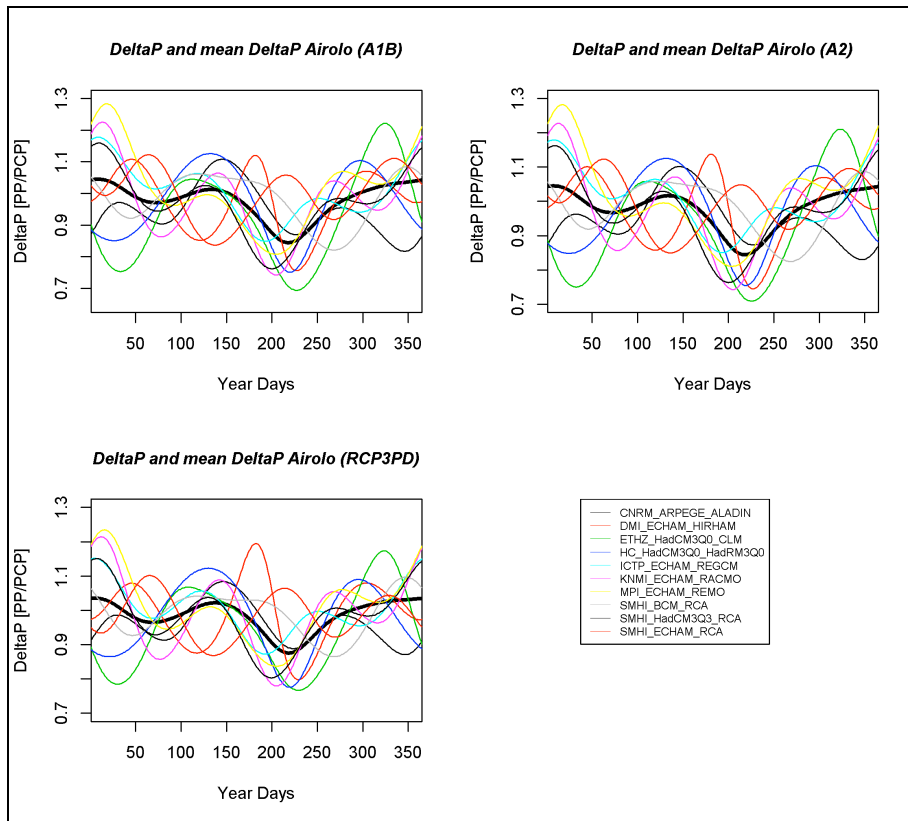 DeltaP and mean DeltaP Airolo (A1B)
DeltaP [PP/PCP]
1.3
1.1
0.9
0.7
50 100 150 200 250 300 350
Year Days
DeltaP and mean DeltaP Airolo (A2)
DeltaP [PP/PCP]
1.3
1.1
0.9
0.7
50 100 150 200 250 300 350
Year Days
DeltaP and mean DeltaP Airolo (RCP3PD)
DeltaP [PP/PCP]
1.3
1.1
0.9
0.7
50 100 150 200 250 300 350
Year Days
CNRM_ARPEGE_ALADIN
DMI_ECHAM_HIRHAM
ETHZ_HadCM3Q0_CLM
HC_HadCM3Q0_HadRM3Q0
ICTP_ECHAM_REGCM
KNMI_ECHAM_RACMO
MPI_ECHAM_REMO
SMHI_BCM_RCA
SMHI_HadCM3Q3_RCA
SMHI_ECHAM_RCA